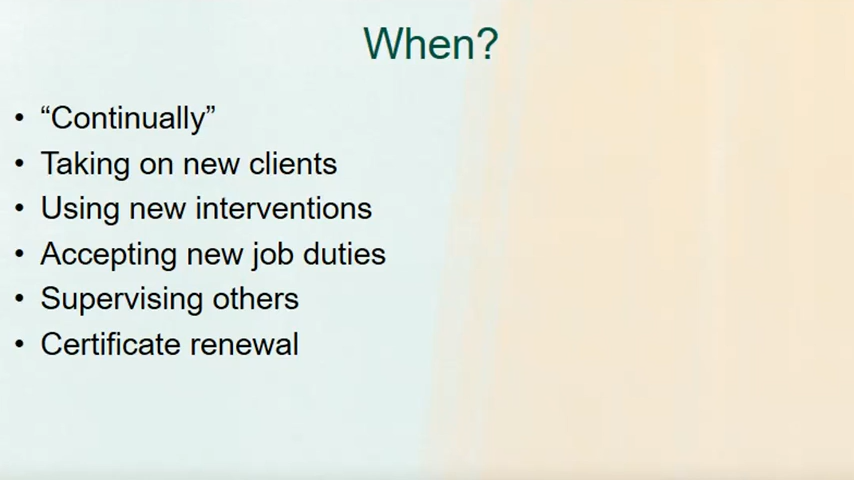 When?
• “Continually”
• Taking on new clients
• Using new interventions
• Accepting new job duties
• Supervising others
• Certificate renewal